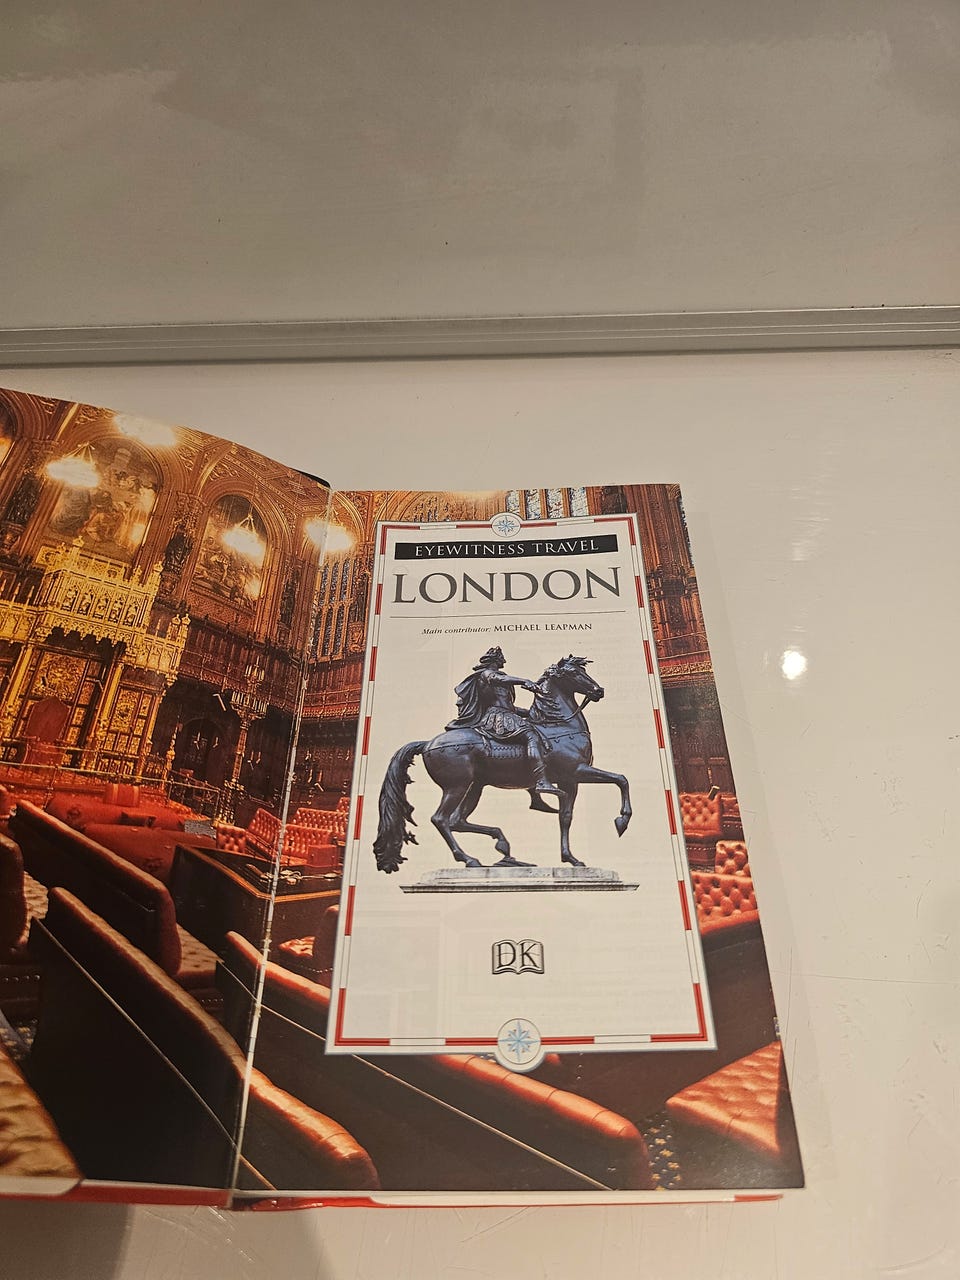 EYEWITNESS TRAVEL
LONDON
Main contributor: MICHAEL LEAPMAN
DK